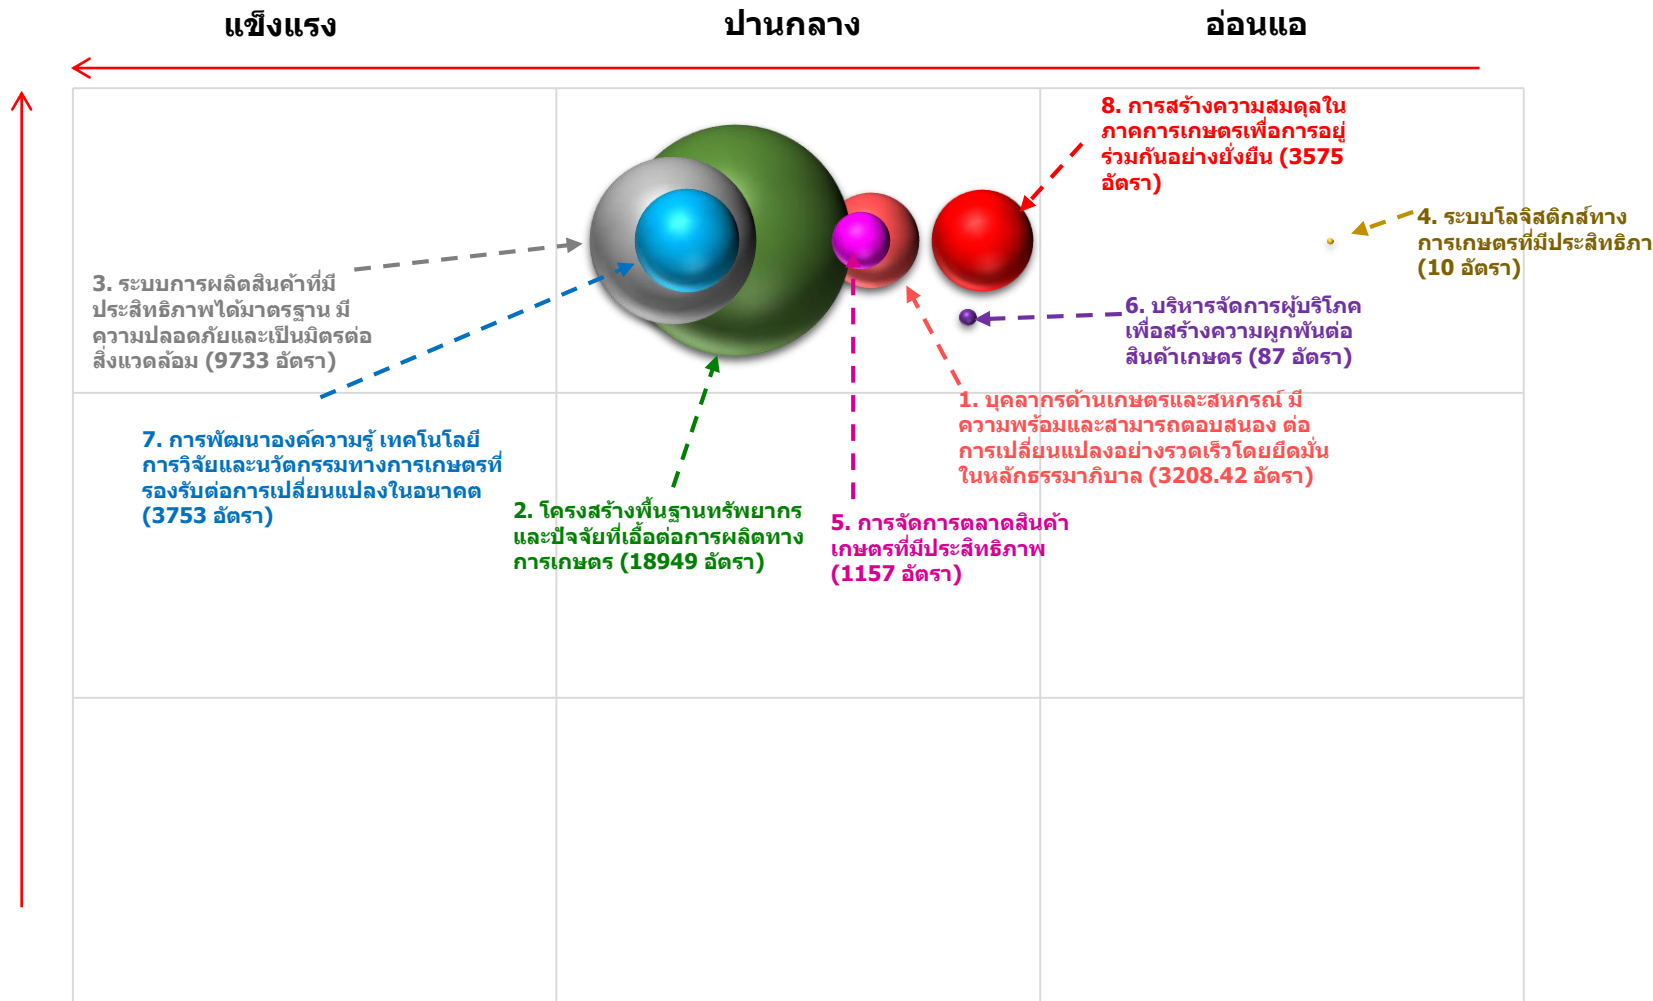 แข็งแรง
ปานกลาง
อ่อนแอ
8. การสร้างความสมดุลใน
ภาคการเกษตรเพื่อการอยู่
ร่วมกันอย่างยั่งยืน (3575
อัตรา)
4. ระบบโลจิสติกส์ทาง
การเกษตรที่มีประสิทธิภา
(10 อัตรา)
3. ระบบการผลิตสินค้าที่มี
ประสิทธิภาพได้มาตรฐาน มี
ความปลอดภัยและเป็นมิตรต่อ
สิ่งแวดล้อม (9733 อัตรา)
6. บริหารจัดการผู้บริโภค
เพื่อสร้างความผูกพันต่อ
สินค้าเกษตร (87 อัตรา)
1. บุคลากรด้านเกษตรและสหกรณ์ มี
ความพร้อมและสามารถตอบสนอง ต่อ
การเปลี่ยนแปลงอย่างรวดเร็วโดยยึดมั่น
ในหลักธรรมาภิบาล (3208.42 อัตรา)
7. การพัฒนาองค์ความรู้ เทคโนโลยี
การวิจัยและนวัตกรรมทางการเกษตรที่
รองรับต่อการเปลี่ยนแปลงในอนาคต
(3753 อัตรา)
2. โครงสร้างพื้นฐานทรัพยากร
และปัจจัยที่เอื้อต่อการผลิตทาง
การเกษตร (18949 อัตรา)
5. การจัดการตลาดสินค้า
เกษตรที่มีประสิทธิภาพ
(1157 อัตรา)